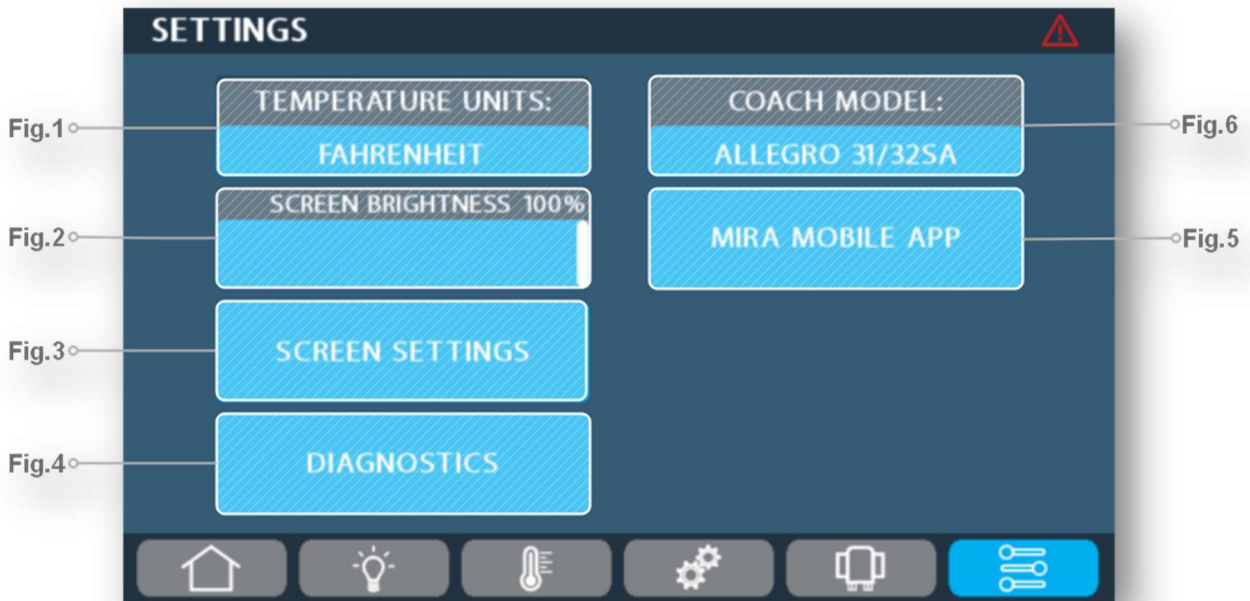 SETTINGS
Fig.1
TEMPERATURE UNITS:
FAHRENHEIT
Fig.2
SCREEN BRIGHTNESS 100%
Fig.3
SCREEN SETTINGS
Fig.4
DIAGNOSTICS
COACH MODEL:
ALLEGRO 31/32SA
Fig.6
MIRA MOBILE APP
Fig.5